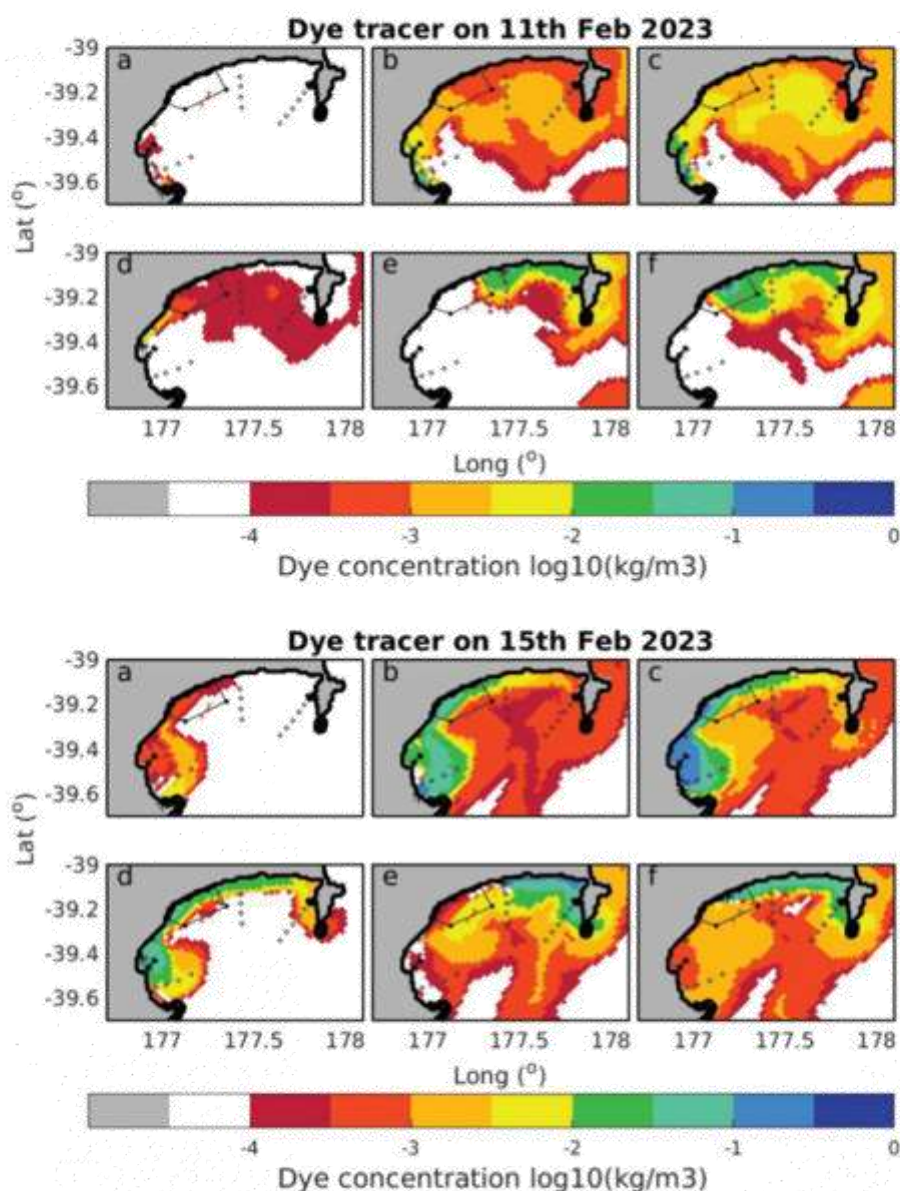 Dye tracer on 11th Feb 2023
a b c
-39
-39.2
-39.4
-39.6
Lat (°)
d e f
-39
-39.2
-39.4
-39.6
177 177.5 178 177 177.5 178 177 177.5 178
Long (°)
-4 -3 -2 -1 0
Dye concentration log10(kg/m3)
Dye tracer on 15th Feb 2023
a b c
-39
-39.2
-39.4
-39.6
Lat (°)
d e f
-39
-39.2
-39.4
-39.6
177 177.5 178 177 177.5 178 177 177.5 178
Long (°)
-4 -3 -2 -1 0
Dye concentration log10(kg/m3)